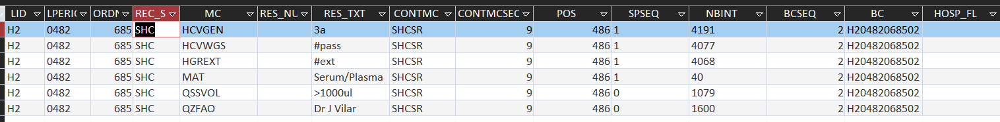 LID LPERIC ORDN REC_S MC RES_NU RES_TXT CONTMC CONTMCSEC POS SPSEQ NBINT BCSEQ BC HOSP_FL
H2 0482 685 SHC HCVGEN 3a SHCSR 9 486 1 4191 2 H20482068502
H2 0482 685 SHC HCVWGS #pass SHCSR 9 486 1 4077 2 H20482068502
H2 0482 685 SHC HGREXT #ext SHCSR 9 486 1 4068 2 H20482068502
H2 0482 685 SHC MAT Serum/Plasma SHCSR 9 486 1 40 2 H20482068502
H2 0482 685 SHC QSSVOL >1000ul SHCSR 9 486 0 1079 2 H20482068502
H2 0482 685 SHC QZFAO Dr J Vilar SHCSR 9 486 0 1600 2 H20482068502